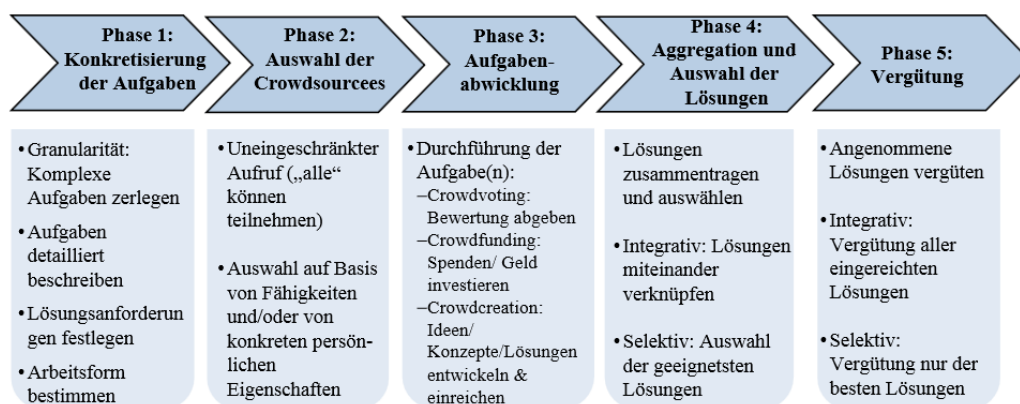 Phase 1:
Konkretisierung
der Aufgaben
Phase 2:
Auswahl der
Crowdsourcees
Phase 3:
Aufgaben-
abwicklung
Phase 4:
Aggregation und
Auswahl der
Lösungen
Phase 5:
Vergütung
• Granularität:
Komplexe
Aufgaben zerlegen
• Aufgaben
detailliert
beschreiben
• Lösungsanforderun
gen festlegen
• Arbeitsform
bestimmen
• Uneingeschränkter
Aufruf („alle“
können
teilnehmen)
• Auswahl auf Basis
von Fähigkeiten
und/oder von
konkreten persön-
lichen
Eigenschaften
• Durchführung der
Aufgabe(n):
–Crowdvoting:
Bewertung abgeben
–Crowdfunding:
Spenden/ Geld
investieren
–Crowdcreation:
Ideen/
Konzepte/Lösungen
entwickeln &
einreichen
• Lösungen
zusammentragen
und auswählen
• Integrativ: Lösungen
miteinander
verknüpfen
• Selektiv: Auswahl
der geeignetsten
Lösungen
• Angenommene
Lösungen vergüten
• Integrativ:
Vergütung aller
eingereichten
Lösungen
• Selektiv:
Vergütung nur der
besten Lösungen